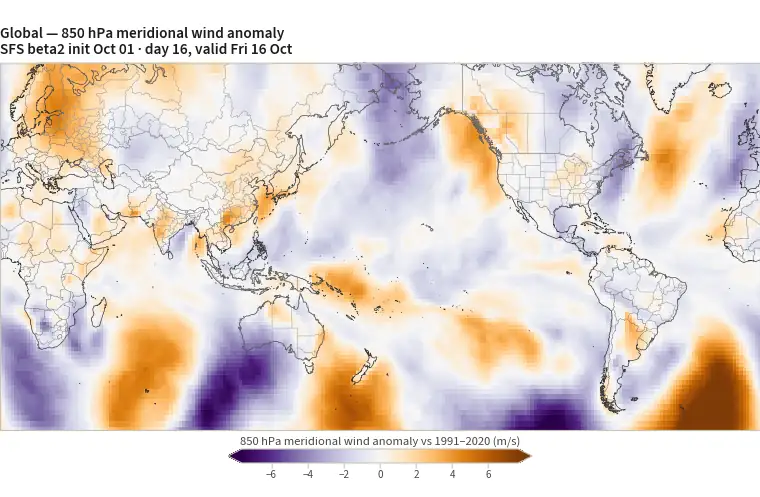 Global — 850 hPa meridional wind anomaly
SFS beta2 init Oct 01 · day 16, valid Fri 16 Oct
850 hPa meridional wind anomaly vs 1991–2020 (m/s)
−6 −4 −2 0 2 4 6